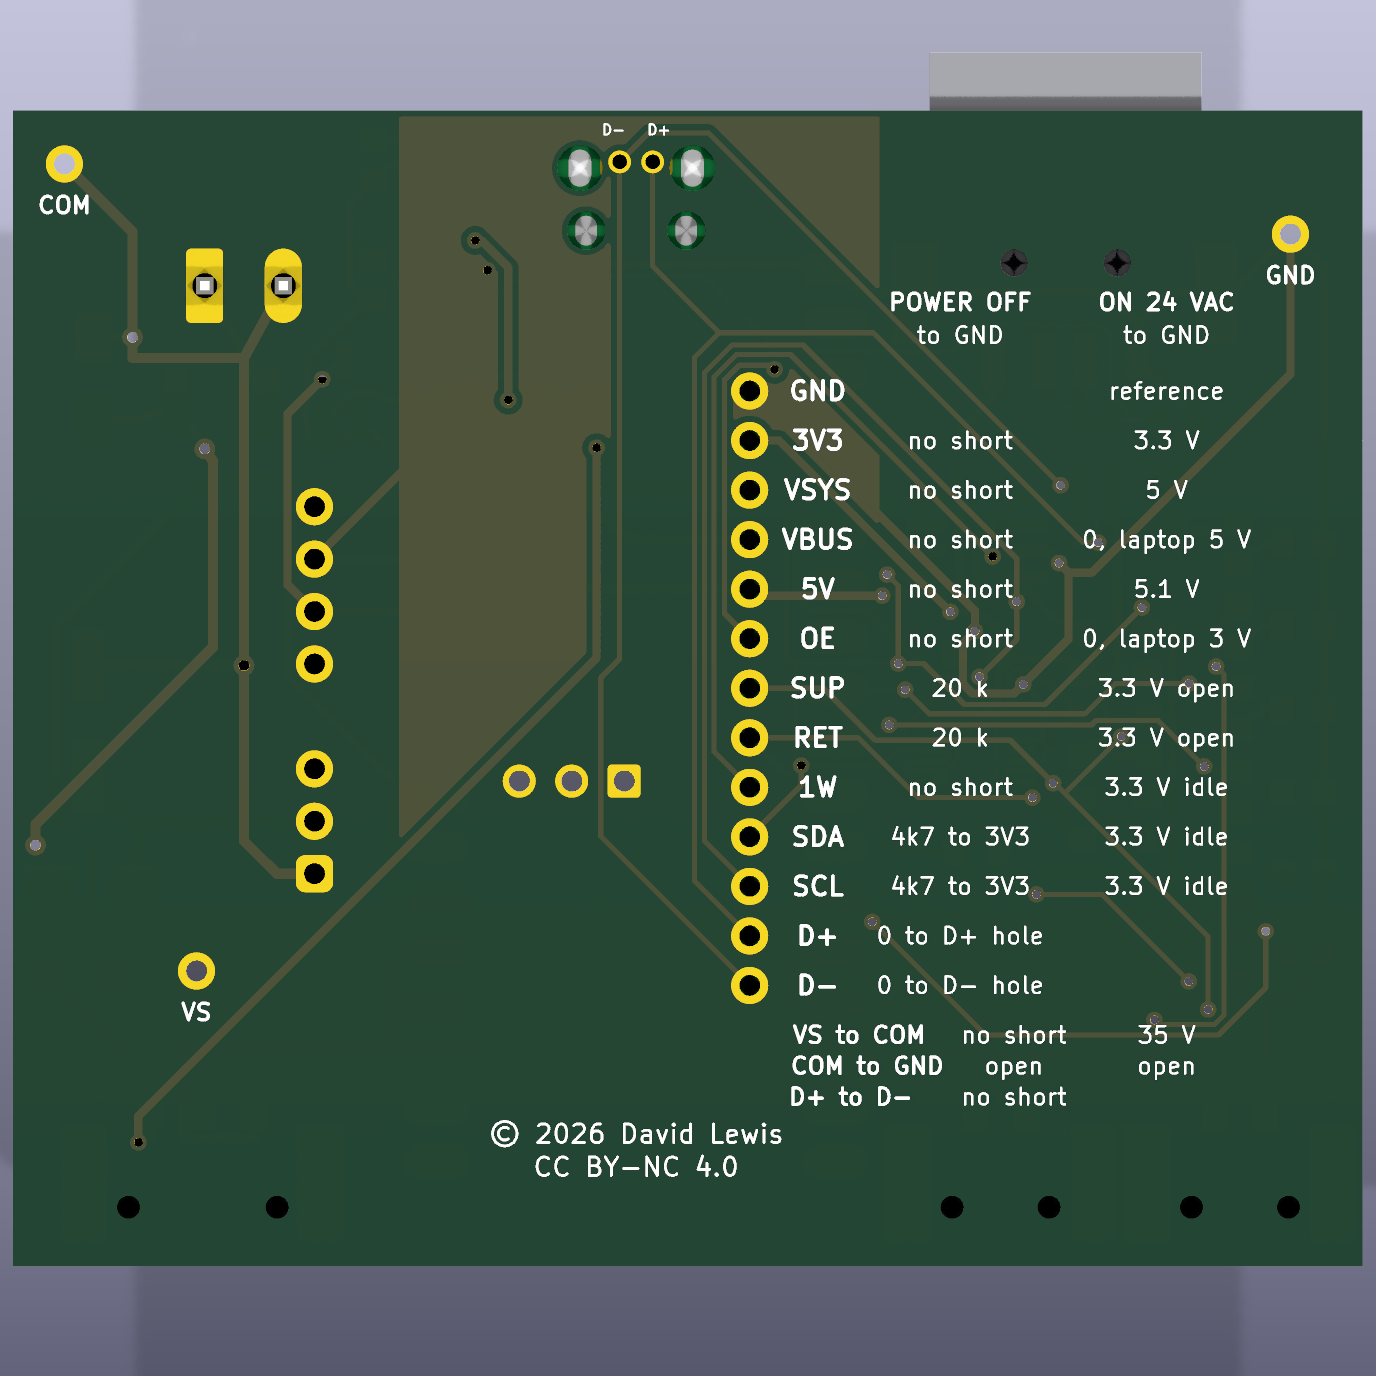 D- D+
COM
GND
POWER OFF ON 24 VAC
to GND to GND
GND reference
3V3 no short 3.3 V
VSYS no short 5 V
VBUS no short 0, laptop 5 V
5V no short 5.1 V
OE no short 0, laptop 3 V
SUP 20 k 3.3 V open
RET 20 k 3.3 V open
1W no short 3.3 V idle
SDA 4k7 to 3V3 3.3 V idle
SCL 4k7 to 3V3 3.3 V idle
D+ 0 to D+ hole
D- 0 to D- hole
VS
VS to COM no short 35 V
COM to GND open open
D+ to D- no short
© 2026 David Lewis
CC BY-NC 4.0